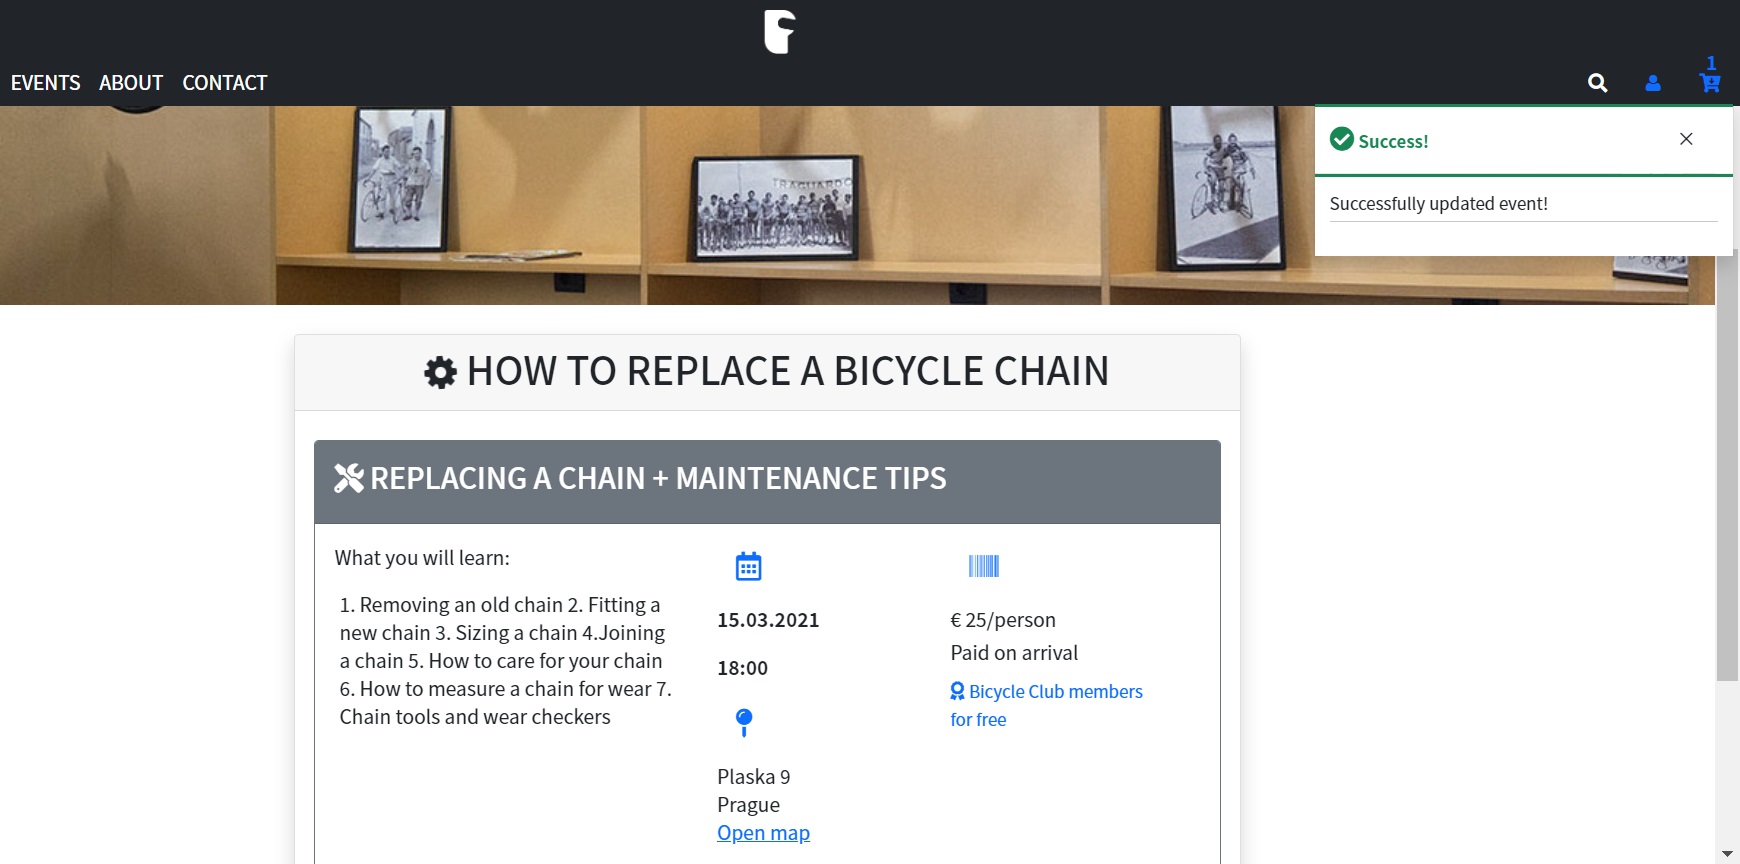 1
EVENTS ABOUT CONTACT
Success!
Successfully updated event!
TRAGUARDO
HOW TO REPLACE A BICYCLE CHAIN
REPLACING A CHAIN + MAINTENANCE TIPS
What you will learn:
1. Removing an old chain 2. Fitting a
new chain 3. Sizing a chain 4.Joining
a chain 5. How to care for your chain
6. How to measure a chain for wear 7.
Chain tools and wear checkers
15.03.2021
18:00
Plaska 9
Prague
Open map
€ 25/person
Paid on arrival
Bicycle Club members
for free